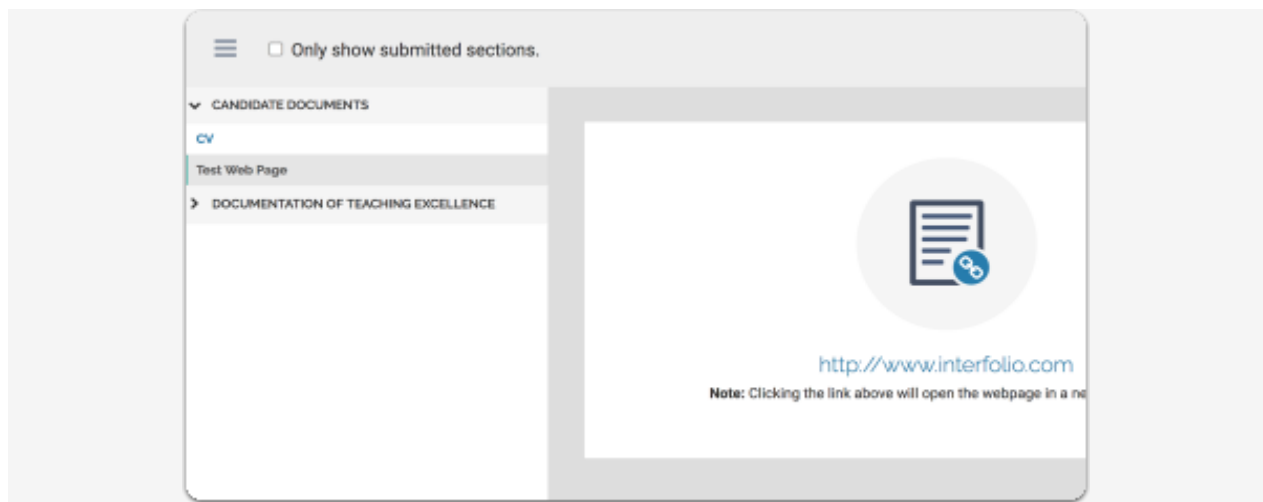 Only show submitted sections.
CANDIDATE DOCUMENTS
CV
Test Web Page
DOCUMENTATION OF TEACHING EXCELLENCE
http://www.interfolio.com
Note: Clicking the link above will open the webpage in a